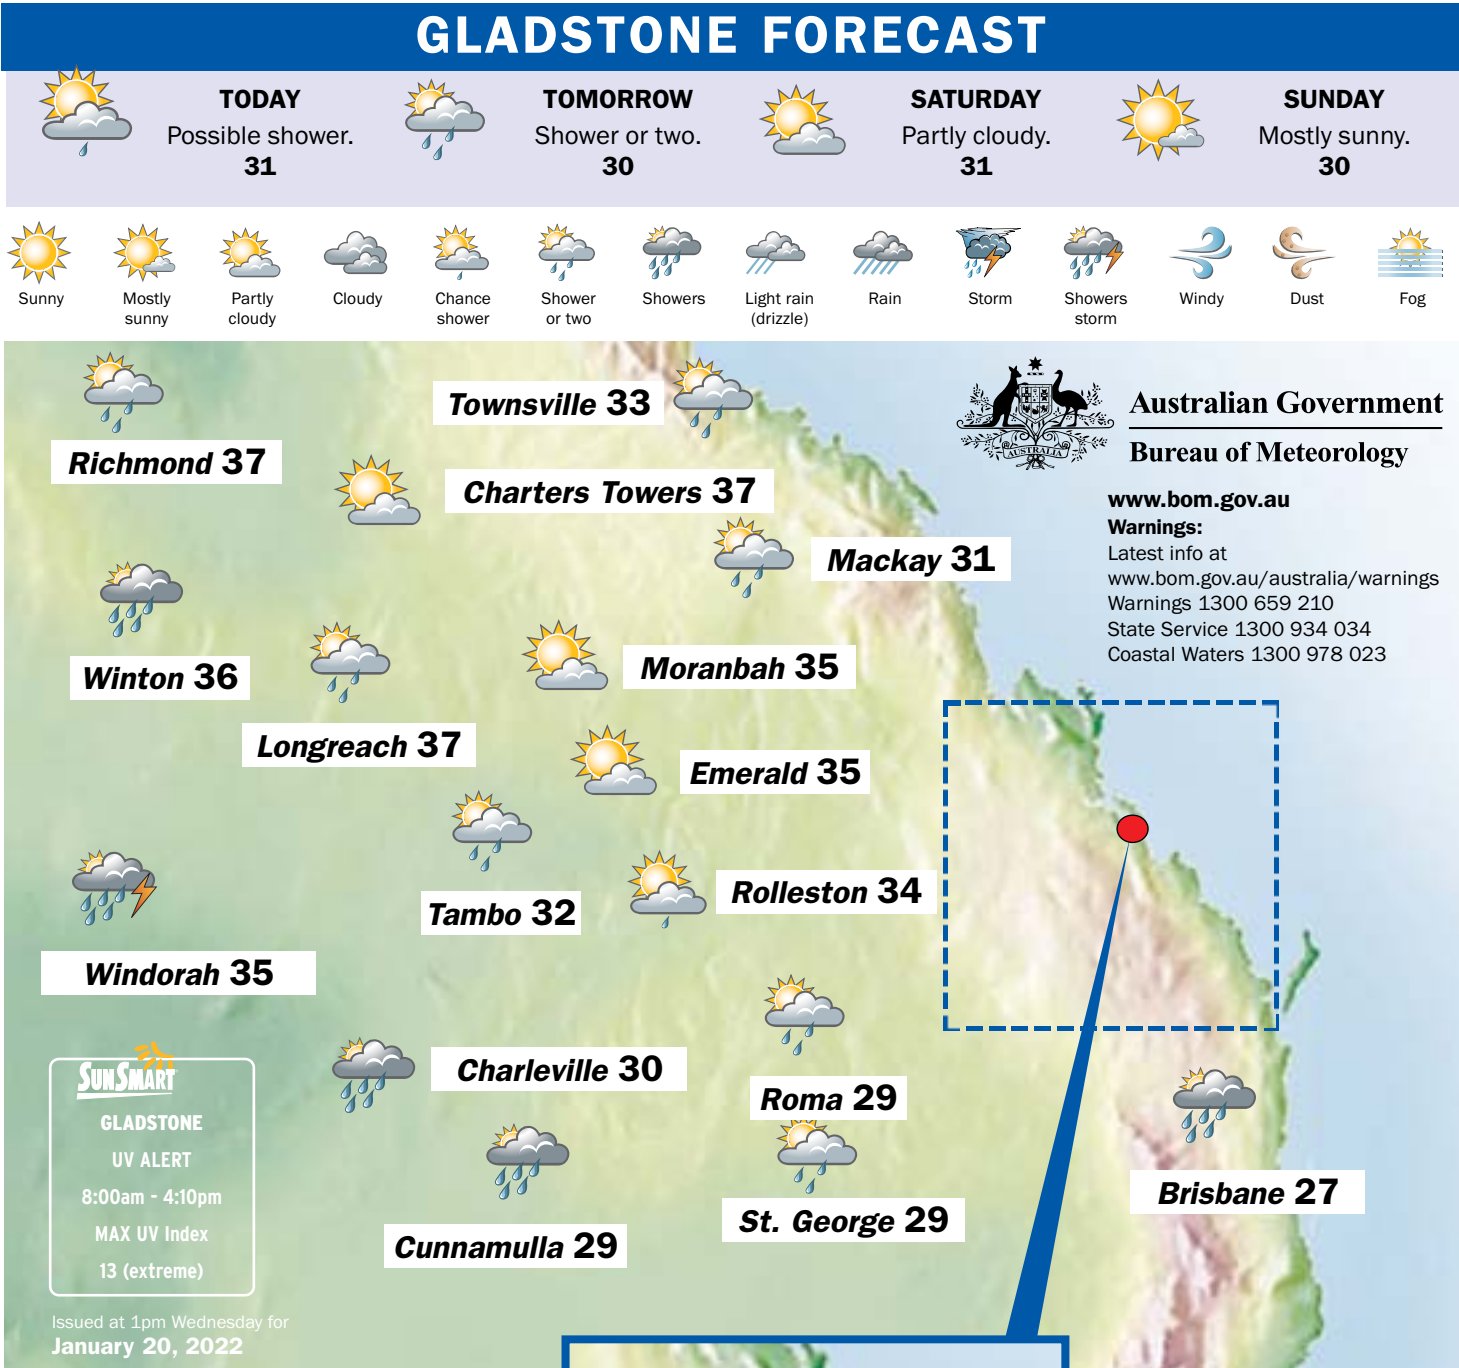 GLADSTONE FORECAST
TODAY
Possible shower.
31
TOMORROW
Shower or two.
30
SATURDAY
Partly cloudy.
31
SUNDAY
Mostly sunny.
30
Sunny
Mostly
sunny
Partly
cloudy
Cloudy
Chance
shower
Shower
or two
Showers
Light rain
(drizzle)
Rain
Storm
Showers
storm
Windy
Dust
Fog
Richmond 37
Townsville 33
Charters Towers 37
Mackay 31
AUSTRALIA
Australian Government
Bureau of Meteorology
www.bom.gov.au
Warnings:
Latest info at
www.bom.gov.au/australia/warnings
Warnings 1300 659 210
State Service 1300 934 034
Coastal Waters 1300 978 023
Winton 36
Longreach 37
Moranbah 35
Emerald 35
Tambo 32
Rolleston 34
Windorah 35
Charleville 30
Roma 29
Cunnamulla 29
St. George 29
Brisbane 27
SUNSMART
GLADSTONE
UV ALERT
8:00am - 4:10pm
MAX UV Index
13 (extreme)
Issued at 1pm Wednesday for
January 20, 2022